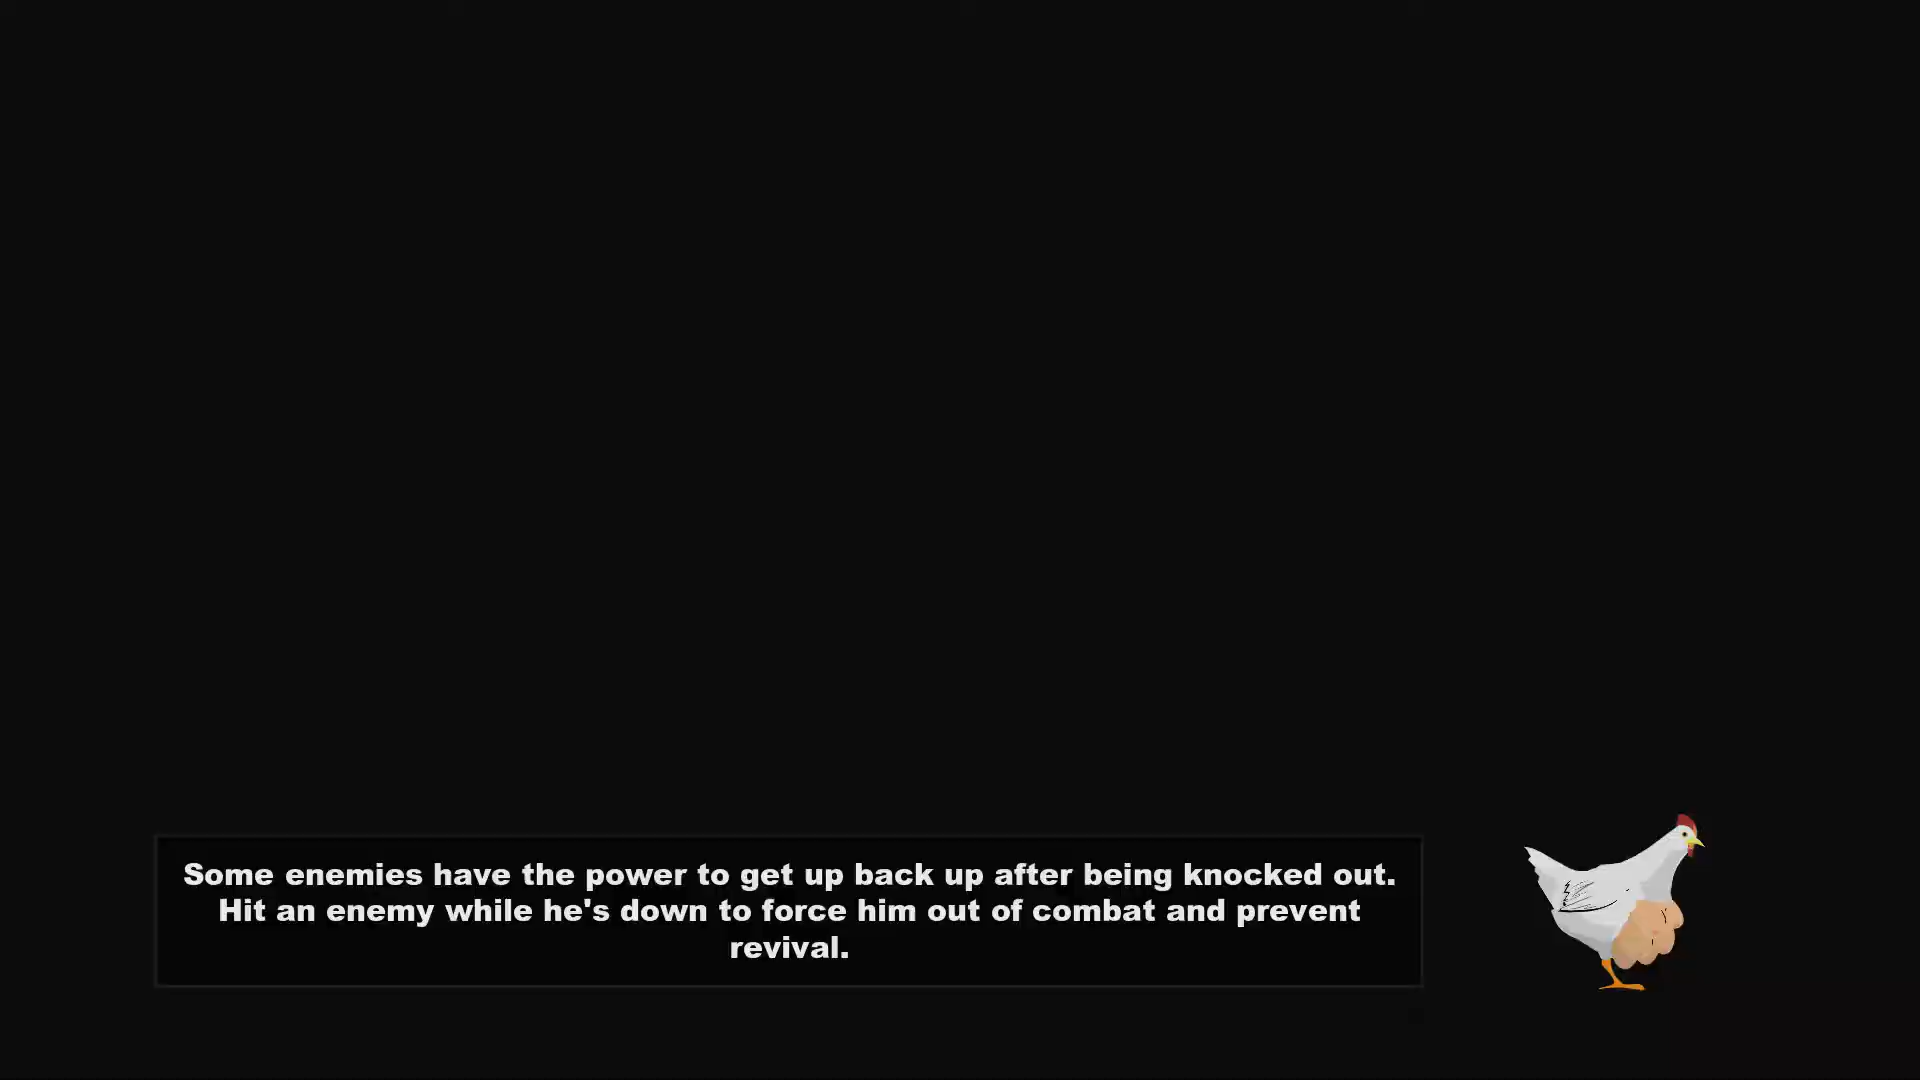 Some enemies have the power to get up back up after being knocked out.
Hit an enemy while he's down to force him out of combat and prevent
revival.